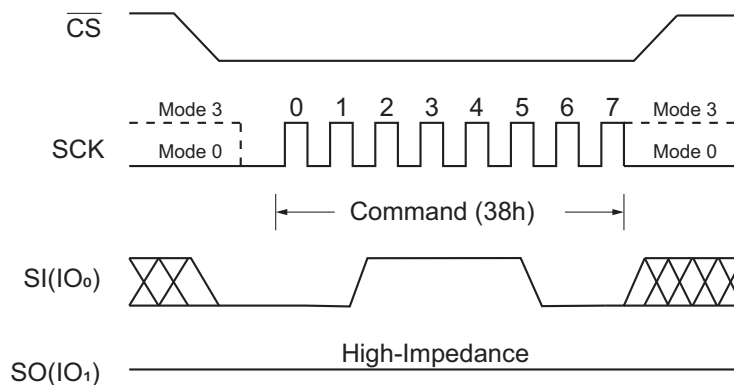 C̅S̅
Mode 3 0 1 2 3 4 5 6 7 Mode 3
SCK Mode 0 Mode 0
Command (38h)
SI(IO₀)
High-Impedance
SO(IO₁)